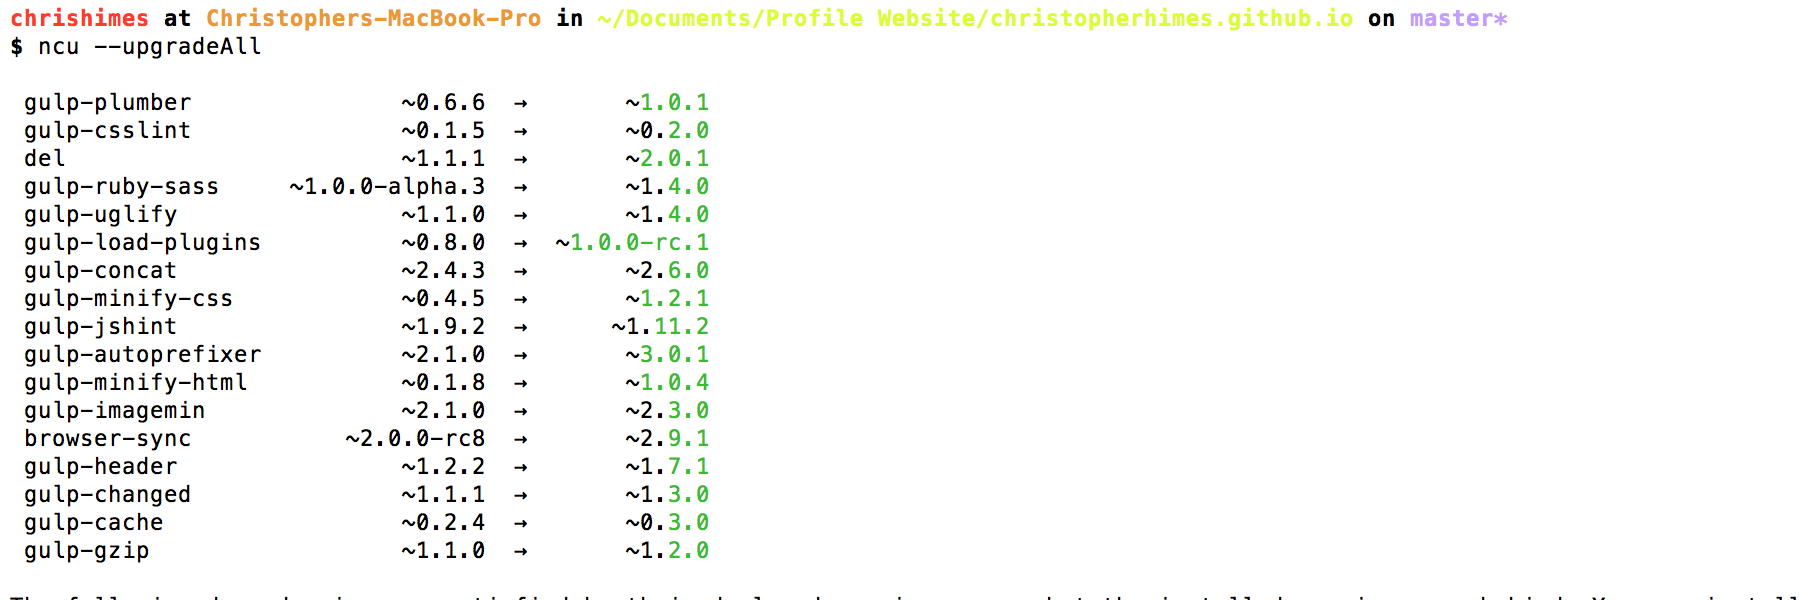 chrishimes at Christophers-MacBook-Pro in ~/Documents/Profile Website/christopherhimes.github.io on master*
$ ncu --upgradeAll
gulp-plumber ~0.6.6 → ~1.0.1
gulp-csslint ~0.1.5 → ~0.2.0
del ~1.1.1 → ~2.0.1
gulp-ruby-sass ~1.0.0-alpha.3 → ~1.4.0
gulp-uglify ~1.1.0 → ~1.4.0
gulp-load-plugins ~0.8.0 → ~1.0.0-rc.1
gulp-concat ~2.4.3 → ~2.6.0
gulp-minify-css ~0.4.5 → ~1.2.1
gulp-jshint ~1.9.2 → ~1.11.2
gulp-autoprefixer ~2.1.0 → ~3.0.1
gulp-minify-html ~0.1.8 → ~1.0.4
gulp-imagemin ~2.1.0 → ~2.3.0
browser-sync ~2.0.0-rc8 → ~2.9.1
gulp-header ~1.2.2 → ~1.7.1
gulp-changed ~1.1.1 → ~1.3.0
gulp-cache ~0.2.4 → ~0.3.0
gulp-gzip ~1.1.0 → ~1.2.0